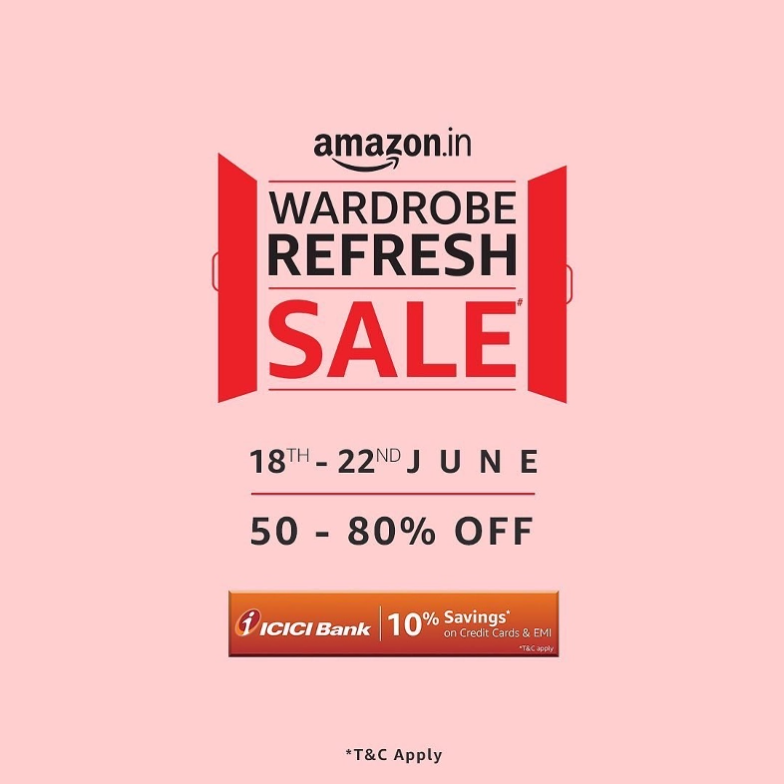 amazon.in
WARDROBE
REFRESH
SALE#
18TH - 22ND JUNE
50 - 80% OFF
i ICICI Bank | 10% Savings*
on Credit Cards & EMI
*T&C apply
*T&C Apply